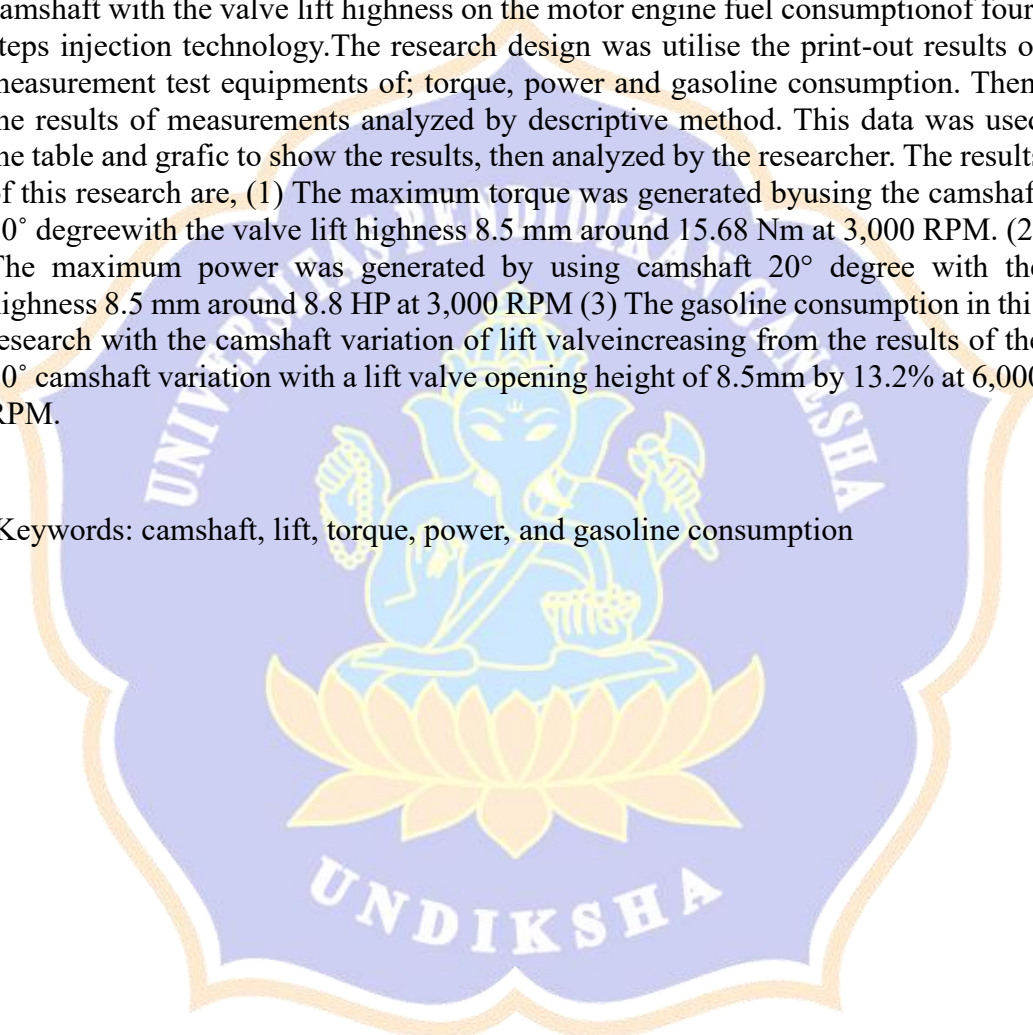 camshaft with the valve lift highness on the motor engine fuel consumptionof four
teps injection technology.The research design was utilise the print-out results o
measurement test equipments of; torque, power and gasoline consumption. Then
he results of measurements analyzed by descriptive method. This data was used
he table and grafic to show the results, then analyzed by the researcher. The results
of this research are, (1) The maximum torque was generated byusing the camshaf
0˚ degreewith the valve lift highness 8.5 mm around 15.68 Nm at 3,000 RPM. (2
The maximum power was generated by using camshaft 20° degree with the
highness 8.5 mm around 8.8 HP at 3,000 RPM (3) The gasoline consumption in thi
research with the camshaft variation of lift valveincreasing from the results of the
0˚ camshaft variation with a lift valve opening height of 8.5mm by 13.2% at 6,000
RPM.
Keywords: camshaft, lift, torque, power, and gasoline consumption
UNIVERSITAS PENDIDIKAN GANESHA
UNDIKSHA